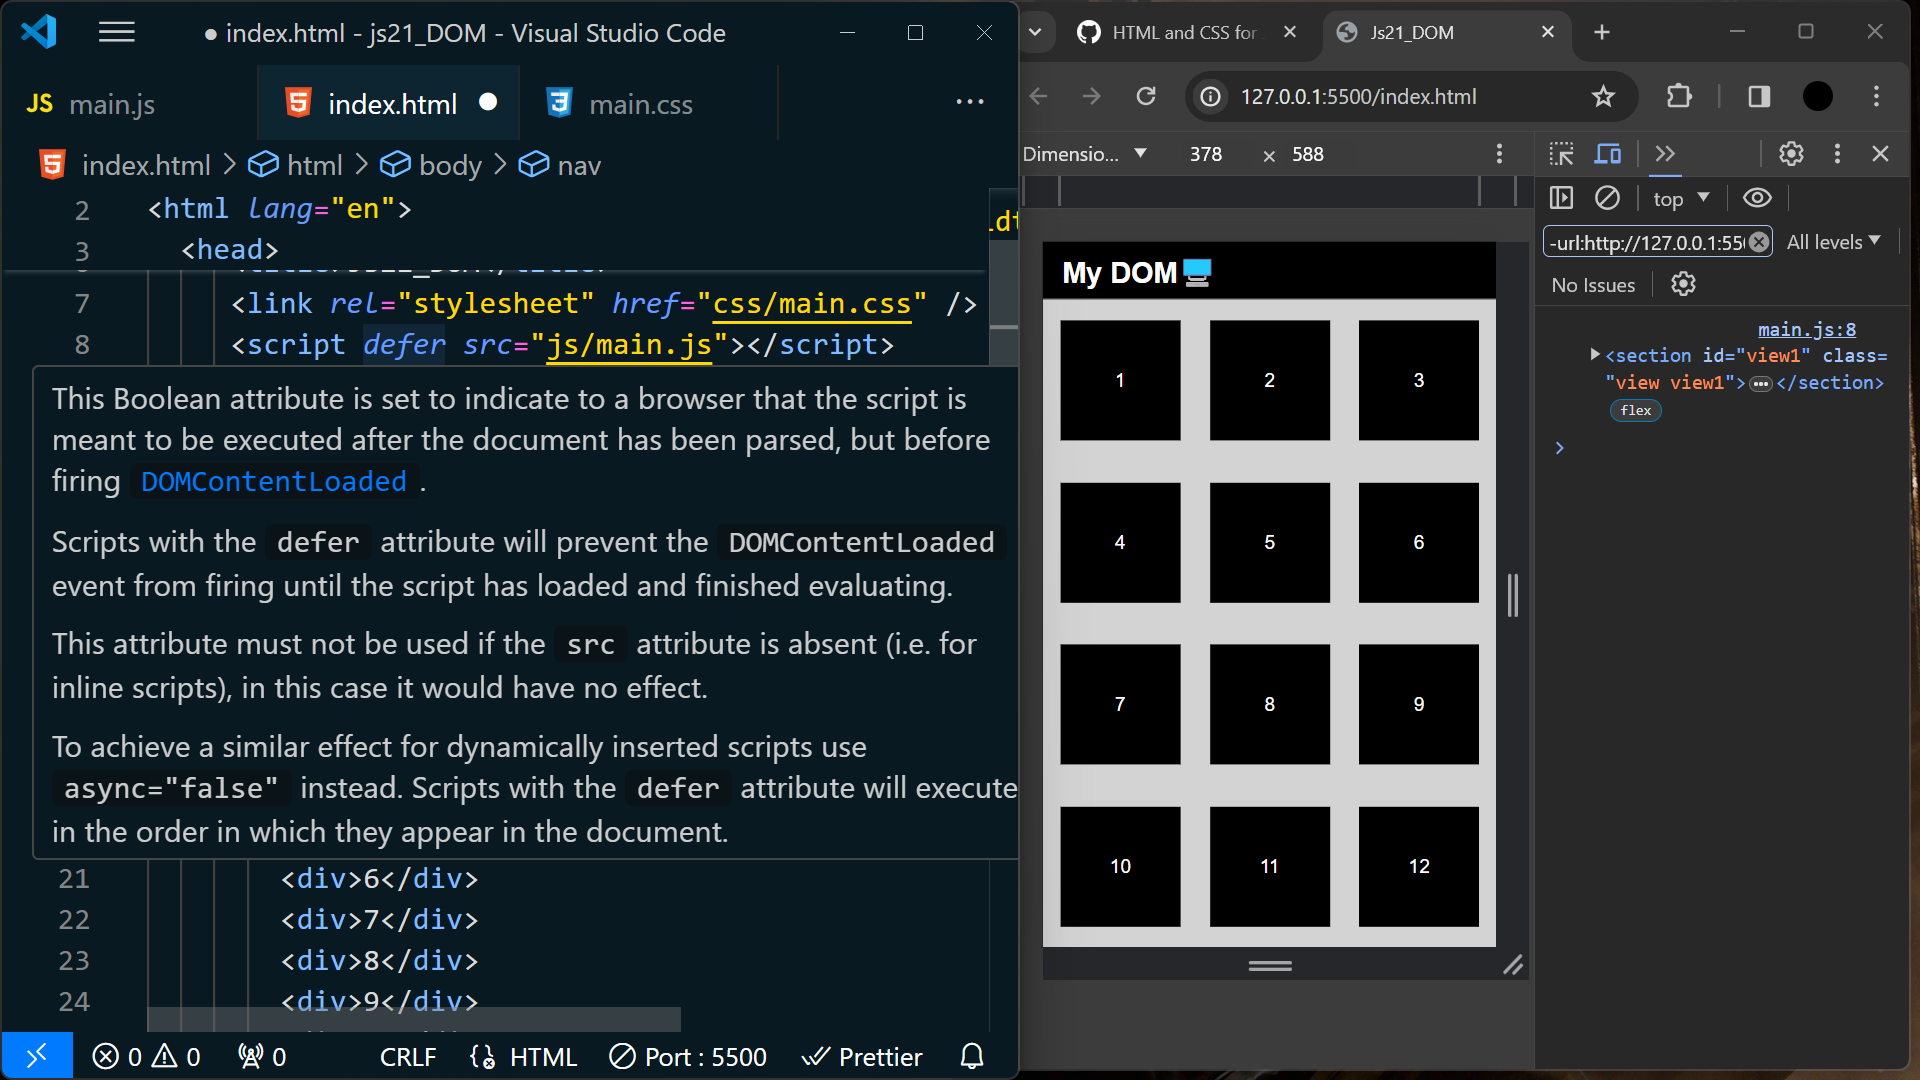 ● index.html - js21_DOM - Visual Studio Code
JS main.js
index.html ●
main.css
index.html > html > body > nav
2 <html lang="en">
3 <head>
7 <link rel="stylesheet" href="css/main.css" />
8 <script defer src="js/main.js"></script>
This Boolean attribute is set to indicate to a browser that the script is
meant to be executed after the document has been parsed, but before
firing DOMContentLoaded .
Scripts with the defer attribute will prevent the DOMContentLoaded
event from firing until the script has loaded and finished evaluating.
This attribute must not be used if the src attribute is absent (i.e. for
inline scripts), in this case it would have no effect.
To achieve a similar effect for dynamically inserted scripts use
async="false" instead. Scripts with the defer attribute will execute
in the order in which they appear in the document.
21 <div>6</div>
22 <div>7</div>
23 <div>8</div>
24 <div>9</div>
0 0 0 CRLF HTML Port : 5500 Prettier
HTML and CSS for
Js21_DOM
127.0.0.1:5500/index.html
Dimensio... 378 × 588
My DOM
1 2 3
4 5 6
7 8 9
10 11 12
top
-url:http://127.0.0.1:550
All levels
No Issues
main.js:8
<section id="view1" class=
"view view1">…</section>
flex